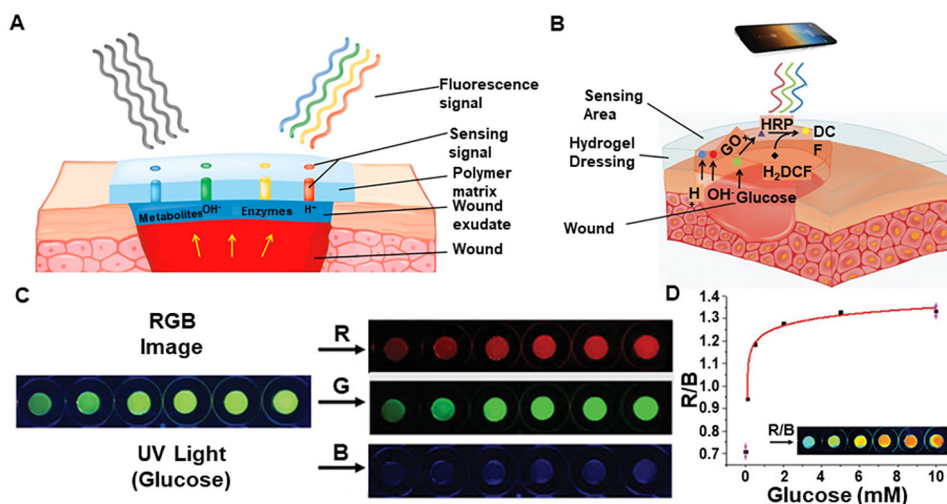 A
Fluorescence
signal
Sensing
signal
Polymer
matrix
Wound
exudate
Wound
Metabolites
OH-
Enzymes
H+
B
Sensing
Area
Hydrogel
Dressing
Wound
HRP
GO+
DC
F
H₂DCF
H
+
OH-
Glucose
C
RGB
Image
UV Light
(Glucose)
R
G
B
D
R/B
1.4
1.3
1.2
1.1
1.0
0.9
0.8
0.7
R/B
0
2
4
6
8
10
Glucose (mM)